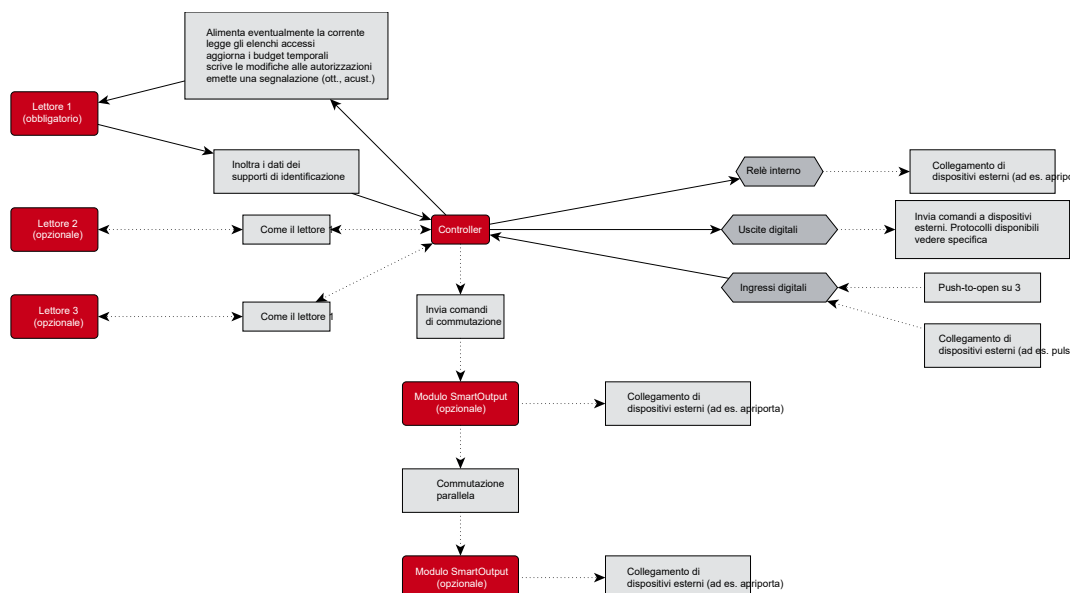 Alimenta eventualmente la corrente
legge gli elenchi accessi
aggiorna i budget temporali
scrive le modifiche alle autorizzazioni
emette una segnalazione (ott., acust.)
Lettore 1
(obbligatorio)
Inoltra i dati dei
supporti di identificazione
Relè interno
Collegamento di
dispositivi esterni (ad es.
Lettore 2
(opzionale)
Come il lettore 1
Controller
Uscite digitali
Invia comandi a dispositivi
esterni. Protocolli disponibili
vedere specifica
Ingressi digitali
Push-to-open su 3
Lettore 3
(opzionale)
Come il lettore 1
Invia comandi
di commutazione
Collegamento di
dispositivi esterni (ad es. puls
Modulo SmartOutput
(opzionale)
Collegamento di
dispositivi esterni (ad es. apriporta)
Commutazione
parallela
Modulo SmartOutput
(opzionale)
Collegamento di
dispositivi esterni (ad es. apriporta)